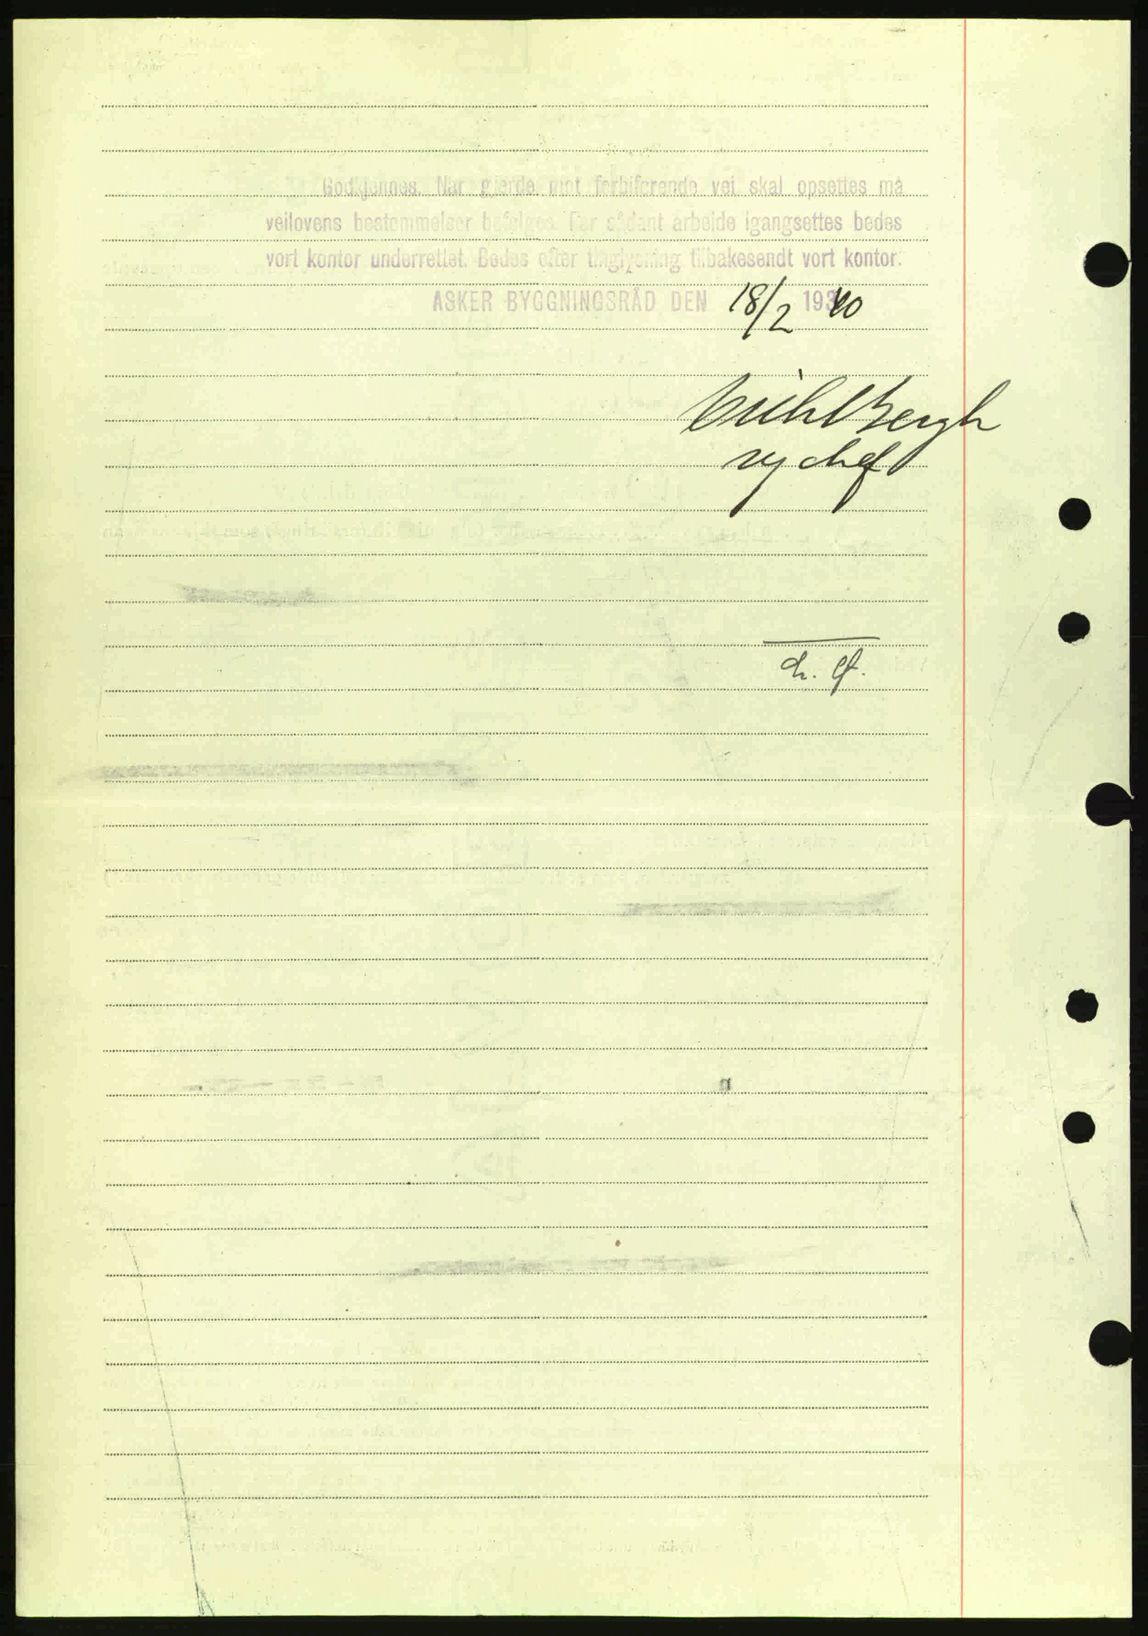 Godkjennes. Når gjerde mot forbiførende vei skal opsettes må
veilovens bestemmelser befølges. Før sådant arbeide igangsettes bedes
vort kontor underrettet. Bedes efter tinglysning tilbakesendt vort kontor.
ASKER BYGGNINGSRÅD DEN 18/2 1940